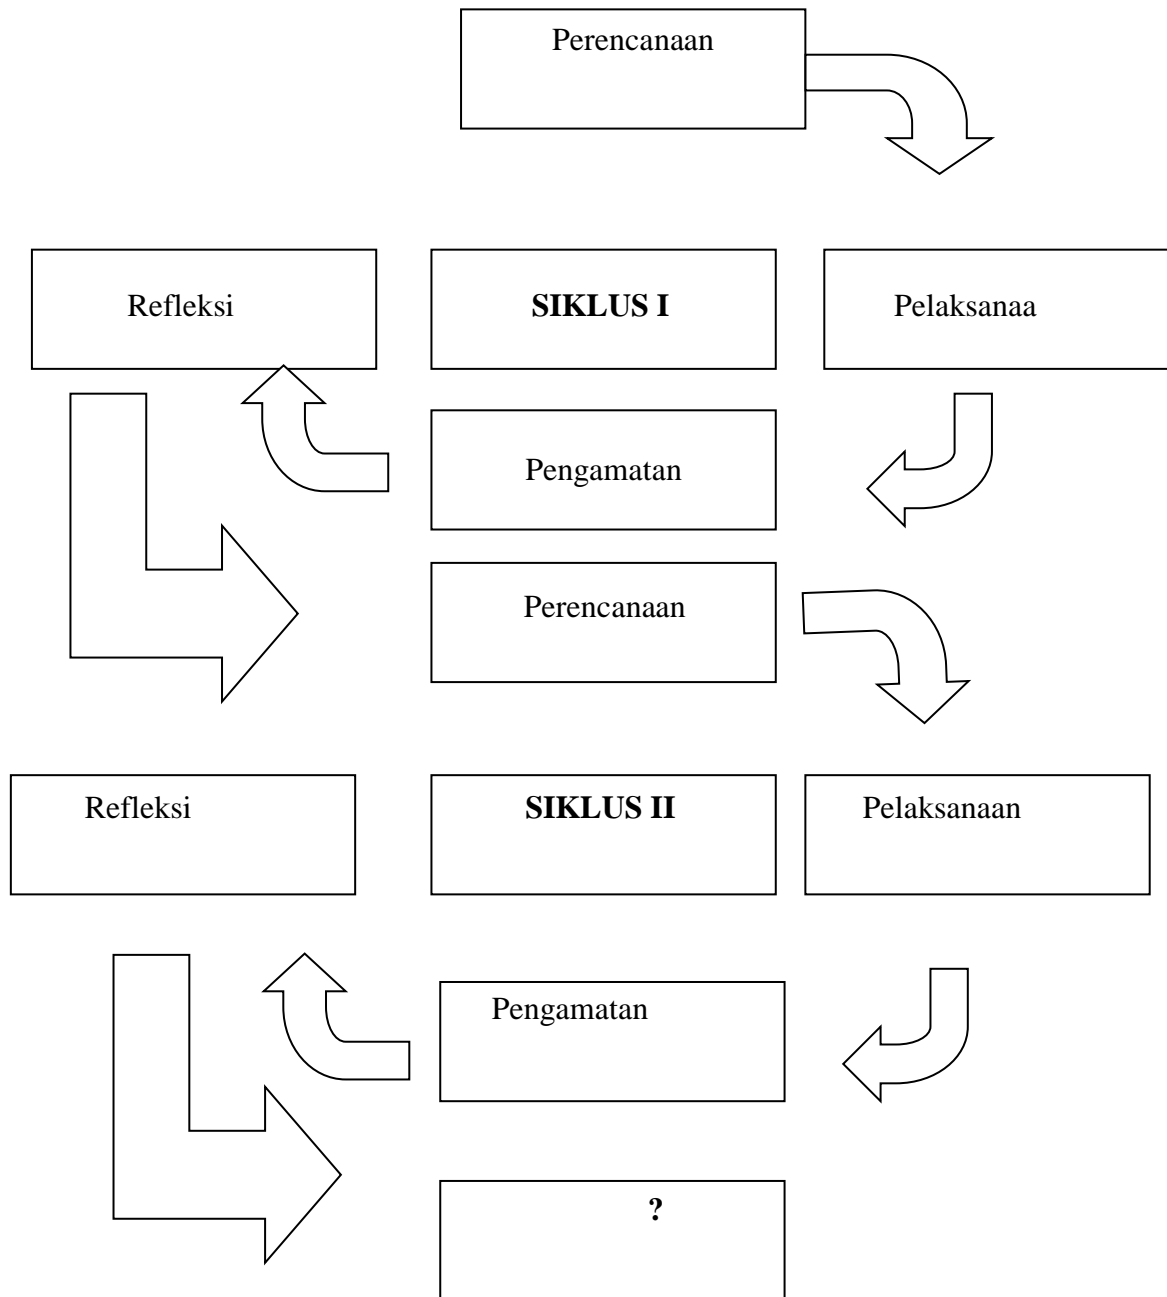 Perencanaan
Refleksi
SIKLUS I
Pelaksanaa
Pengamatan
Perencanaan
Refleksi
SIKLUS II
Pelaksanaan
Pengamatan
?